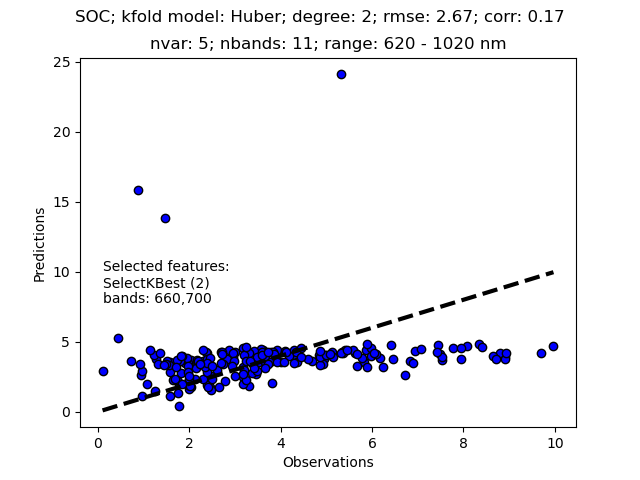 SOC; kfold model: Huber; degree: 2; rmse: 2.67; corr: 0.17
nvar: 5; nbands: 11; range: 620 - 1020 nm
25
20
15
10
5
0
Predictions
Selected features:
SelectKBest (2)
bands: 660,700
0 2 4 6 8 10
Observations